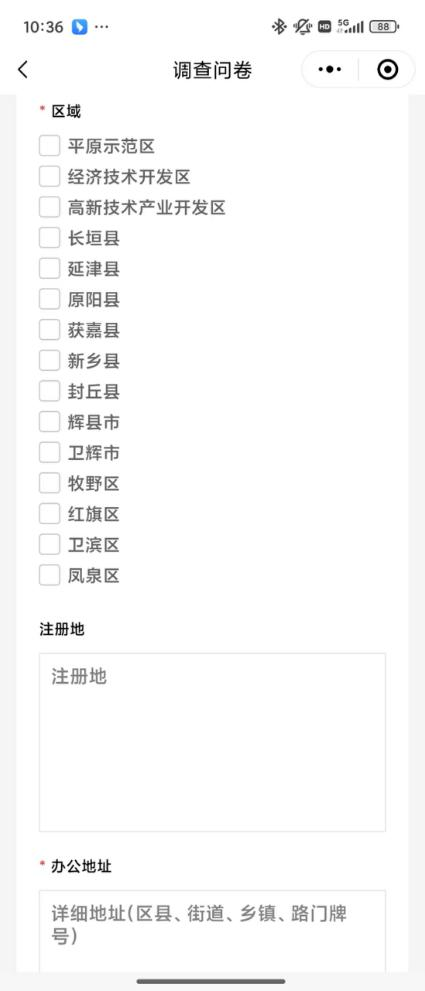 10:36
HD
5G
88
调查问卷
* 区域
平原示范区
经济技术开发区
高新技术产业开发区
长垣县
延津县
原阳县
获嘉县
新乡县
封丘县
辉县市
卫辉市
牧野区
红旗区
卫滨区
凤泉区
注册地
注册地
* 办公地址
详细地址(区县、街道、乡镇、路门牌
号)